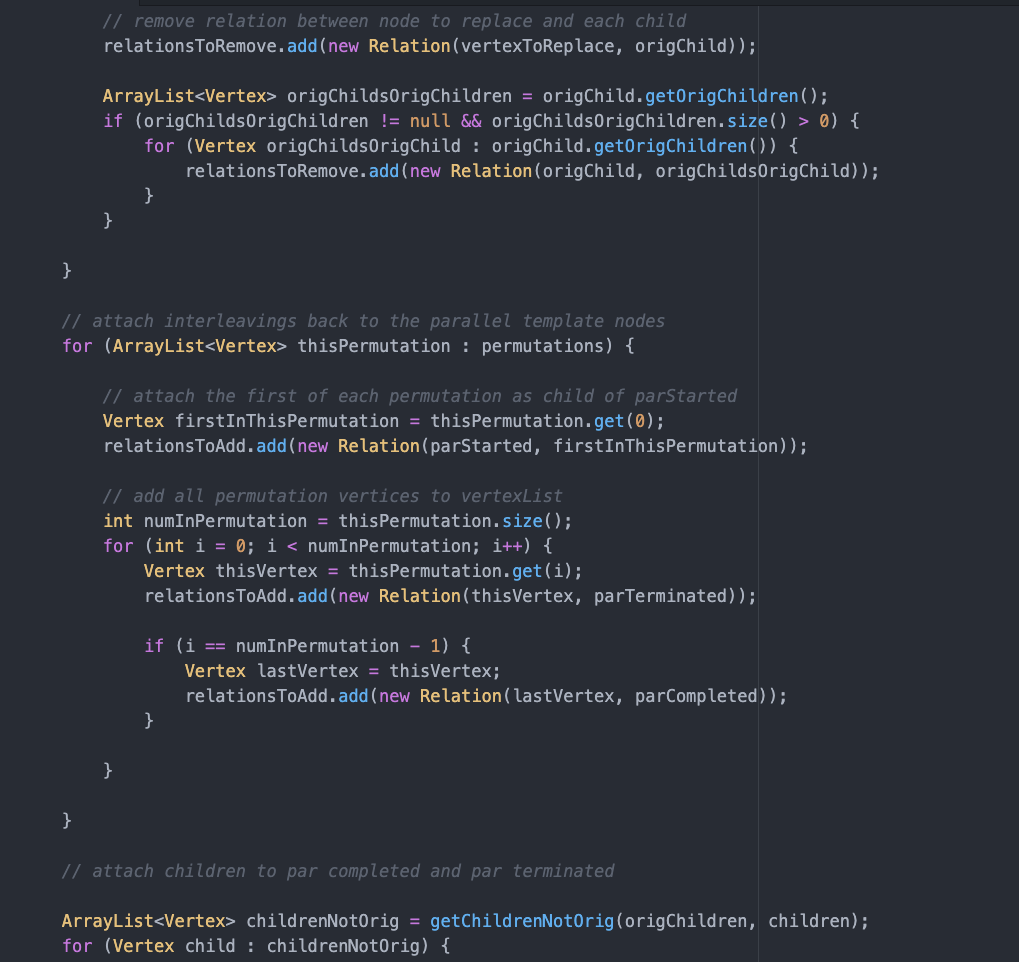 // remove relation between node to replace and each child
relationsToRemove.add(new Relation(vertexToReplace, origChild));
ArrayList<Vertex> origChildsOrigChildren = origChild.getOrigChildren();
if (origChildsOrigChildren != null && origChildsOrigChildren.size() > 0) {
for (Vertex origChildsOrigChild : origChild.getOrigChildren()) {
relationsToRemove.add(new Relation(origChild, origChildsOrigChild));
}
}
}
// attach interleavings back to the parallel template nodes
for (ArrayList<Vertex> thisPermutation : permutations) {
// attach the first of each permutation as child of parStarted
Vertex firstInThisPermutation = thisPermutation.get(0);
relationsToAdd.add(new Relation(parStarted, firstInThisPermutation));
// add all permutation vertices to vertexList
int numInPermutation = thisPermutation.size();
for (int i = 0; i < numInPermutation; i++) {
Vertex thisVertex = thisPermutation.get(i);
relationsToAdd.add(new Relation(thisVertex, parTerminated));
if (i == numInPermutation - 1) {
Vertex lastVertex = thisVertex;
relationsToAdd.add(new Relation(lastVertex, parCompleted));
}
}
}
// attach children to par completed and par terminated
ArrayList<Vertex> childrenNotOrig = getChildrenNotOrig(origChildren, children);
for (Vertex child : childrenNotOrig) {